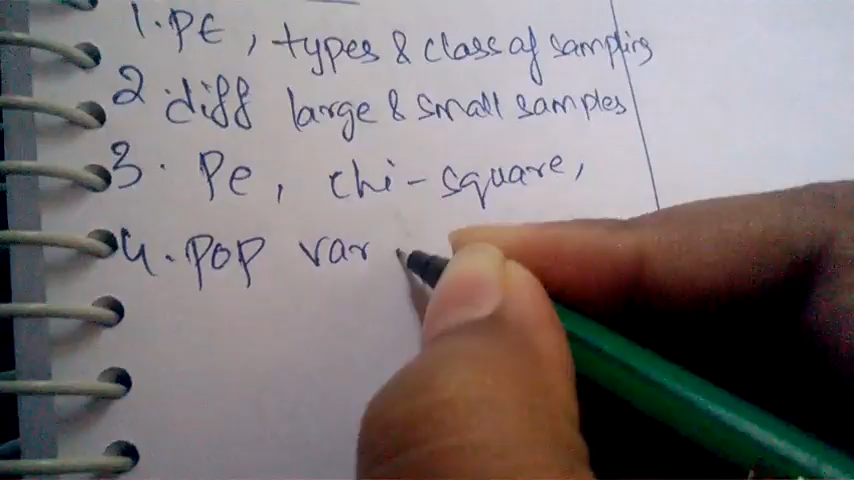 1. PE, types & class of sampling
2 diff large & small samples
3. Pe, chi-square,
4. POP var